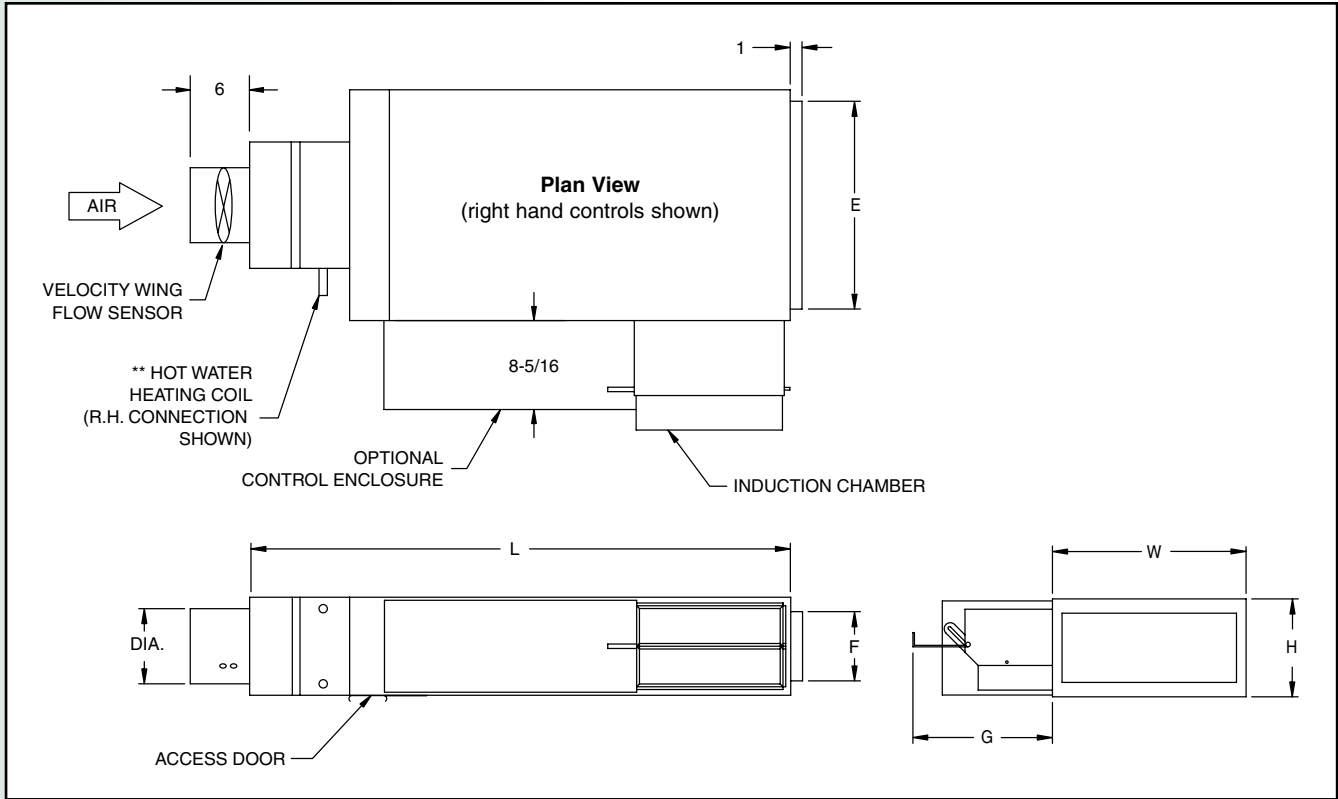 1
6
Plan View
(right hand controls shown)
AIR
E
VELOCITY WING
FLOW SENSOR
** HOT WATER
HEATING COIL
(R.H. CONNECTION
SHOWN)
8-5/16
OPTIONAL
CONTROL ENCLOSURE
INDUCTION CHAMBER
L
W
DIA.
F
H
G
ACCESS DOOR